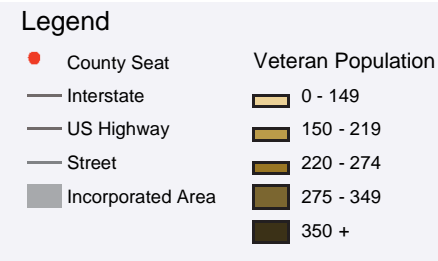 Legend
County Seat
Interstate
US Highway
Street
Incorporated Area
Veteran Population
0 - 149
150 - 219
220 - 274
275 - 349
350 +